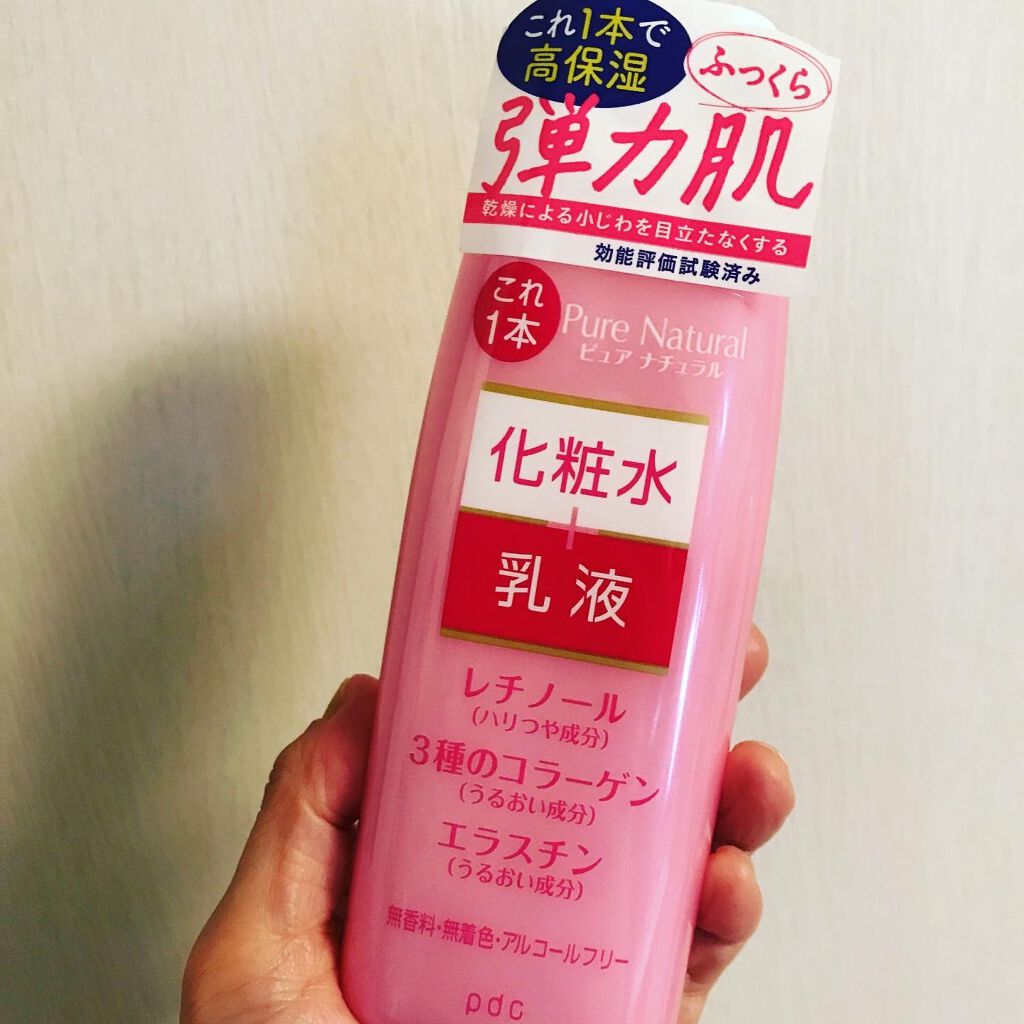 これ1本で
高保湿
ふっくら
弾力肌
乾燥による小じわを目立たなくする
効能評価試験済み
これ
1本
Pure Natural
ピュア ナチュラル
化粧水
+
乳液
レチノール
(ハリつや成分)
3種のコラーゲン
(うるおい成分)
エラスチン
(うるおい成分)
無香料・無着色・アルコールフリー
pdc